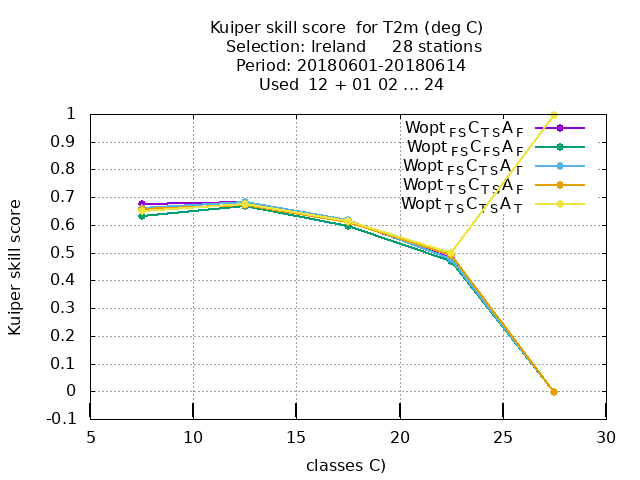 Kuiper skill score  for T2m (deg C)
Selection: Ireland     28 stations
Period: 20180601-20180614
Used  12 + 01 02 ... 24
Wopt FS C TS A F
Wopt FS C FS A F
Wopt FS C TS A T
Wopt TS C TS A F
Wopt TS C TS A T
1
0.9
0.8
0.7
0.6
0.5
0.4
0.3
0.2
0.1
0
-0.1
Kuiper skill score
5 10 15 20 25 30
classes C)